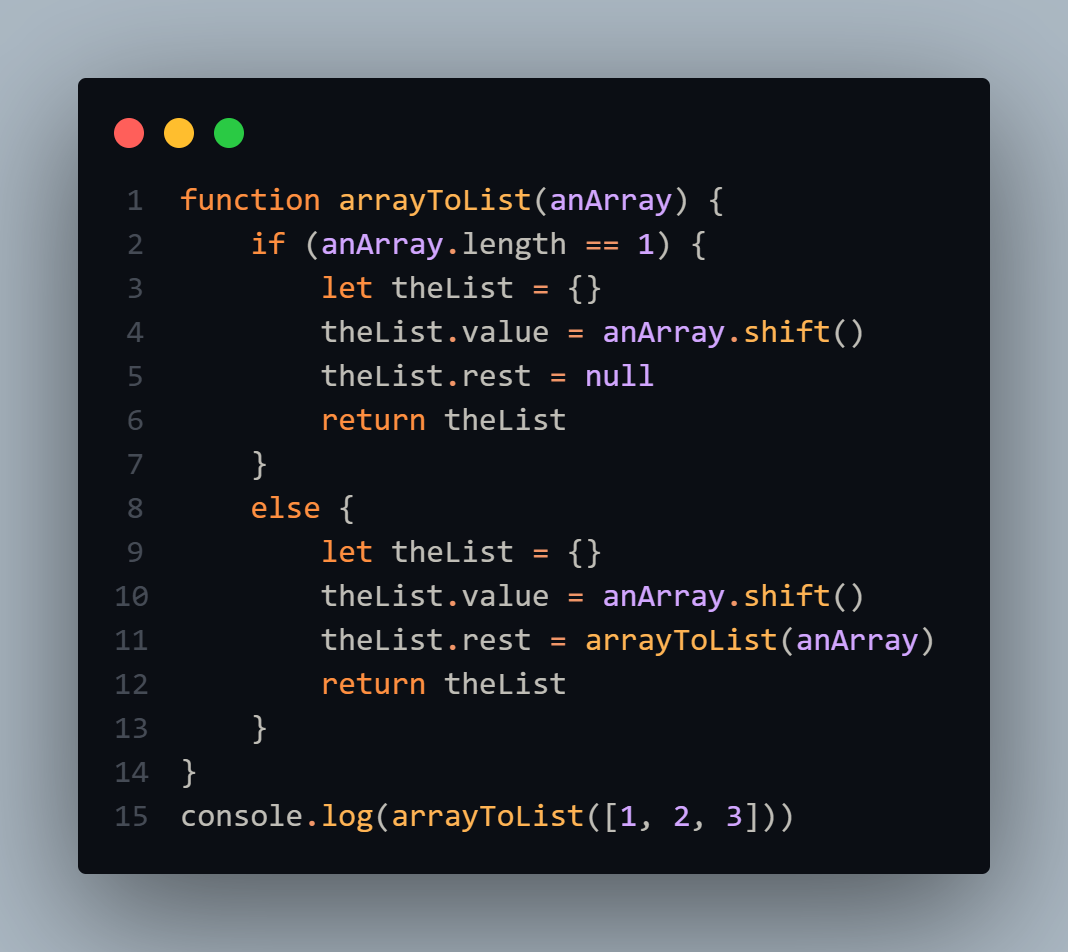 1 function arrayToList(anArray) {
2     if (anArray.length == 1) {
3         let theList = {}
4         theList.value = anArray.shift()
5         theList.rest = null
6         return theList
7     }
8     else {
9         let theList = {}
10         theList.value = anArray.shift()
11         theList.rest = arrayToList(anArray)
12         return theList
13     }
14 }
15 console.log(arrayToList([1, 2, 3]))